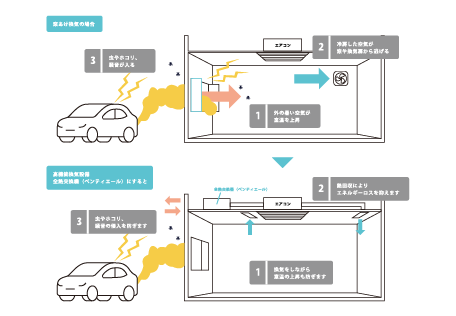 窓あけ換気の場合
エアコン
3
虫やホコリ、
騒音が入る
2
冷房した空気が
窓や換気扇から逃げる
1
外の暑い空気が
室温を上昇
高機能換気設備
全熱交換器（ベンティエール）にすると
全熱交換器（ベンティエール）
エアコン
2
熱回収により
エネルギーロスを抑えます
3
虫やホコリ、
騒音の侵入を防ぎます
1
換気をしながら
室温の上昇も防ぎます